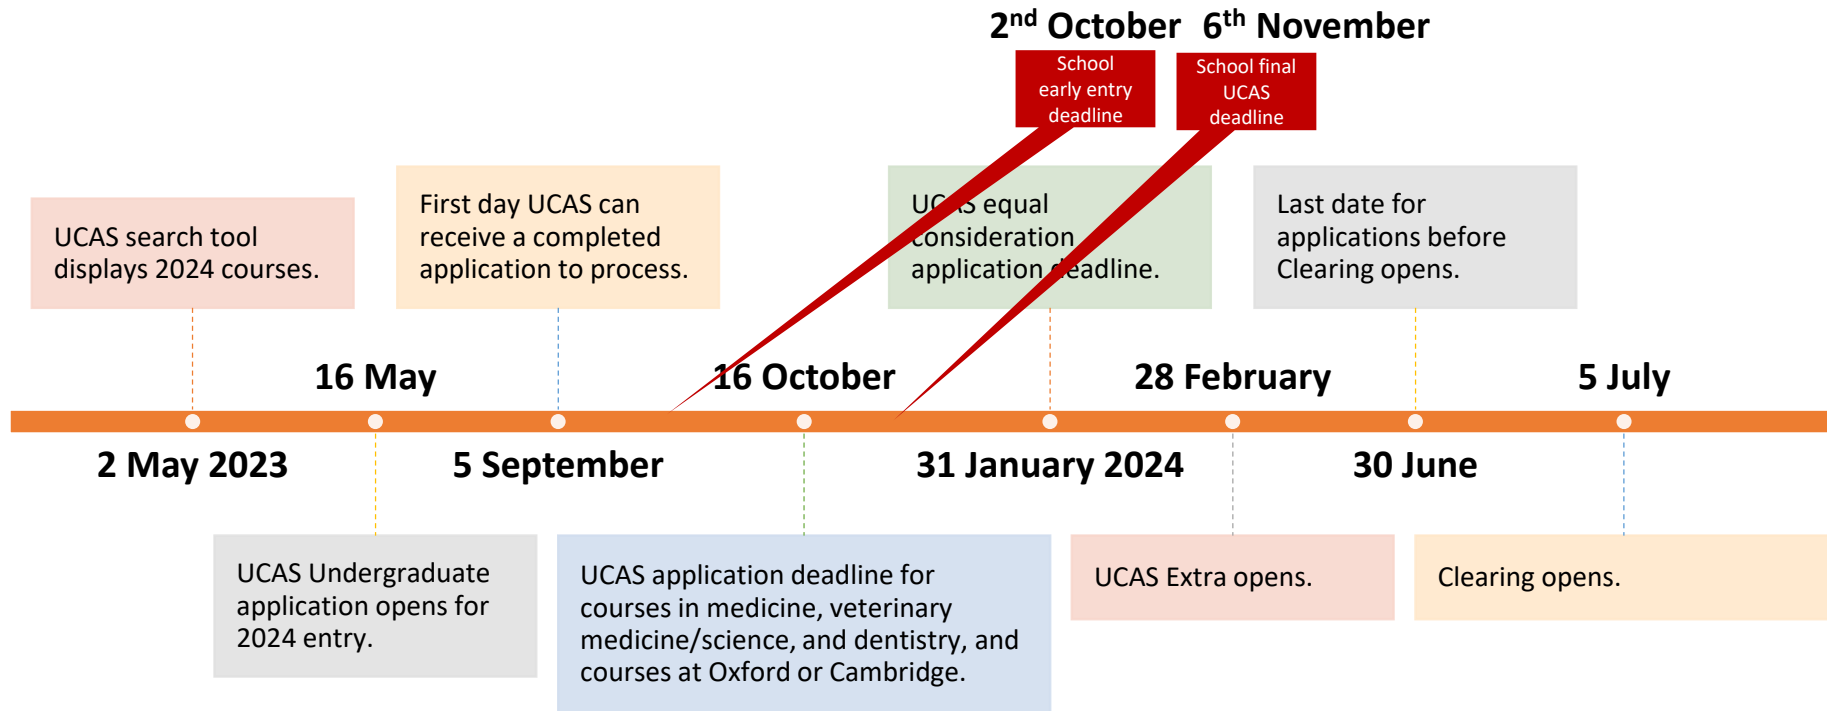 2nd October 6th November
School
early entry
deadline
School final
UCAS
deadline
UCAS search tool
displays 2024 courses.
First day UCAS can
receive a completed
application to process.
UCAS equal
consideration
application deadline.
Last date for
applications before
Clearing opens.
16 May
16 October
28 February
5 July
2 May 2023
5 September
31 January 2024
30 June
UCAS Undergraduate
application opens for
2024 entry.
UCAS application deadline for
courses in medicine, veterinary
medicine/science, and dentistry, and
courses at Oxford or Cambridge.
UCAS Extra opens.
Clearing opens.